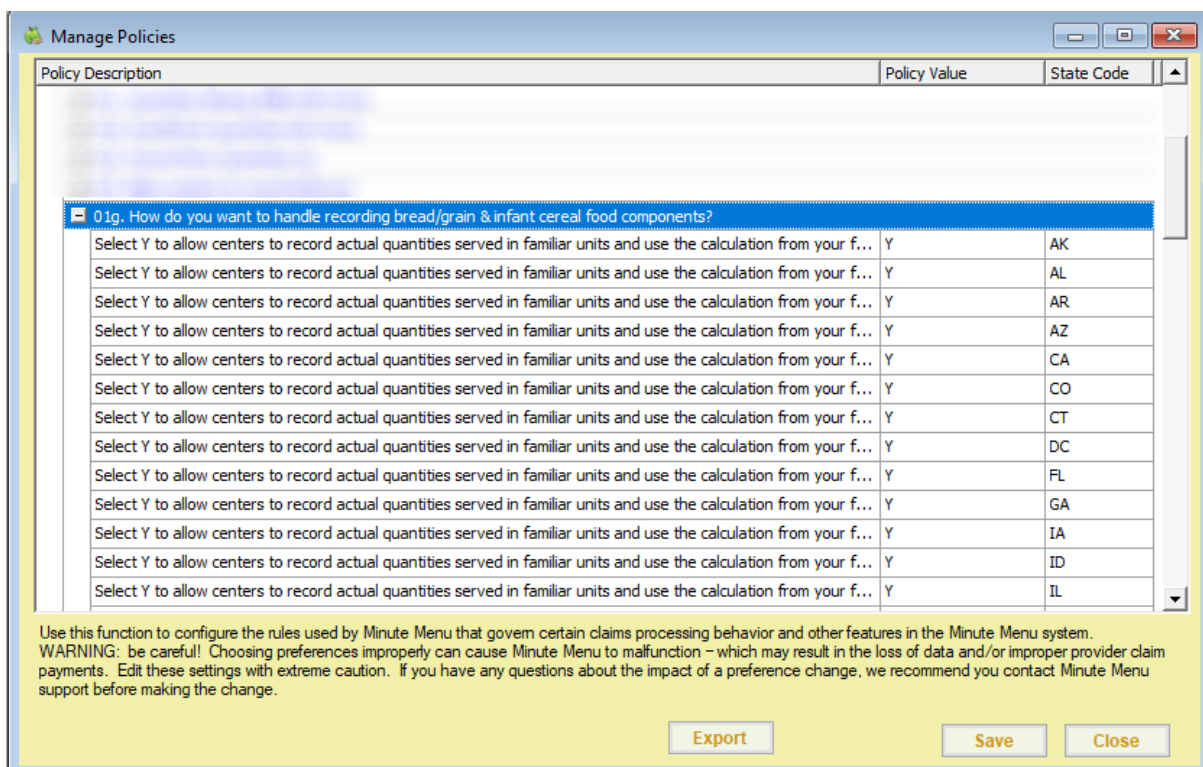 Manage Policies
Policy Description Policy Value State Code
01g. How do you want to handle recording bread/grain & infant cereal food components?
Select Y to allow centers to record actual quantities served in familiar units and use the calculation from your f... Y AK
Select Y to allow centers to record actual quantities served in familiar units and use the calculation from your f... Y AL
Select Y to allow centers to record actual quantities served in familiar units and use the calculation from your f... Y AR
Select Y to allow centers to record actual quantities served in familiar units and use the calculation from your f... Y AZ
Select Y to allow centers to record actual quantities served in familiar units and use the calculation from your f... Y CA
Select Y to allow centers to record actual quantities served in familiar units and use the calculation from your f... Y CO
Select Y to allow centers to record actual quantities served in familiar units and use the calculation from your f... Y CT
Select Y to allow centers to record actual quantities served in familiar units and use the calculation from your f... Y DC
Select Y to allow centers to record actual quantities served in familiar units and use the calculation from your f... Y FL
Select Y to allow centers to record actual quantities served in familiar units and use the calculation from your f... Y GA
Select Y to allow centers to record actual quantities served in familiar units and use the calculation from your f... Y IA
Select Y to allow centers to record actual quantities served in familiar units and use the calculation from your f... Y ID
Select Y to allow centers to record actual quantities served in familiar units and use the calculation from your f... Y IL
Use this function to configure the rules used by Minute Menu that govern certain claims processing behavior and other features in the Minute Menu system.
WARNING: be careful! Choosing preferences improperly can cause Minute Menu to malfunction – which may result in the loss of data and/or improper provider claim
payments. Edit these settings with extreme caution. If you have any questions about the impact of a preference change, we recommend you contact Minute Menu
support before making the change.
Export Save Close